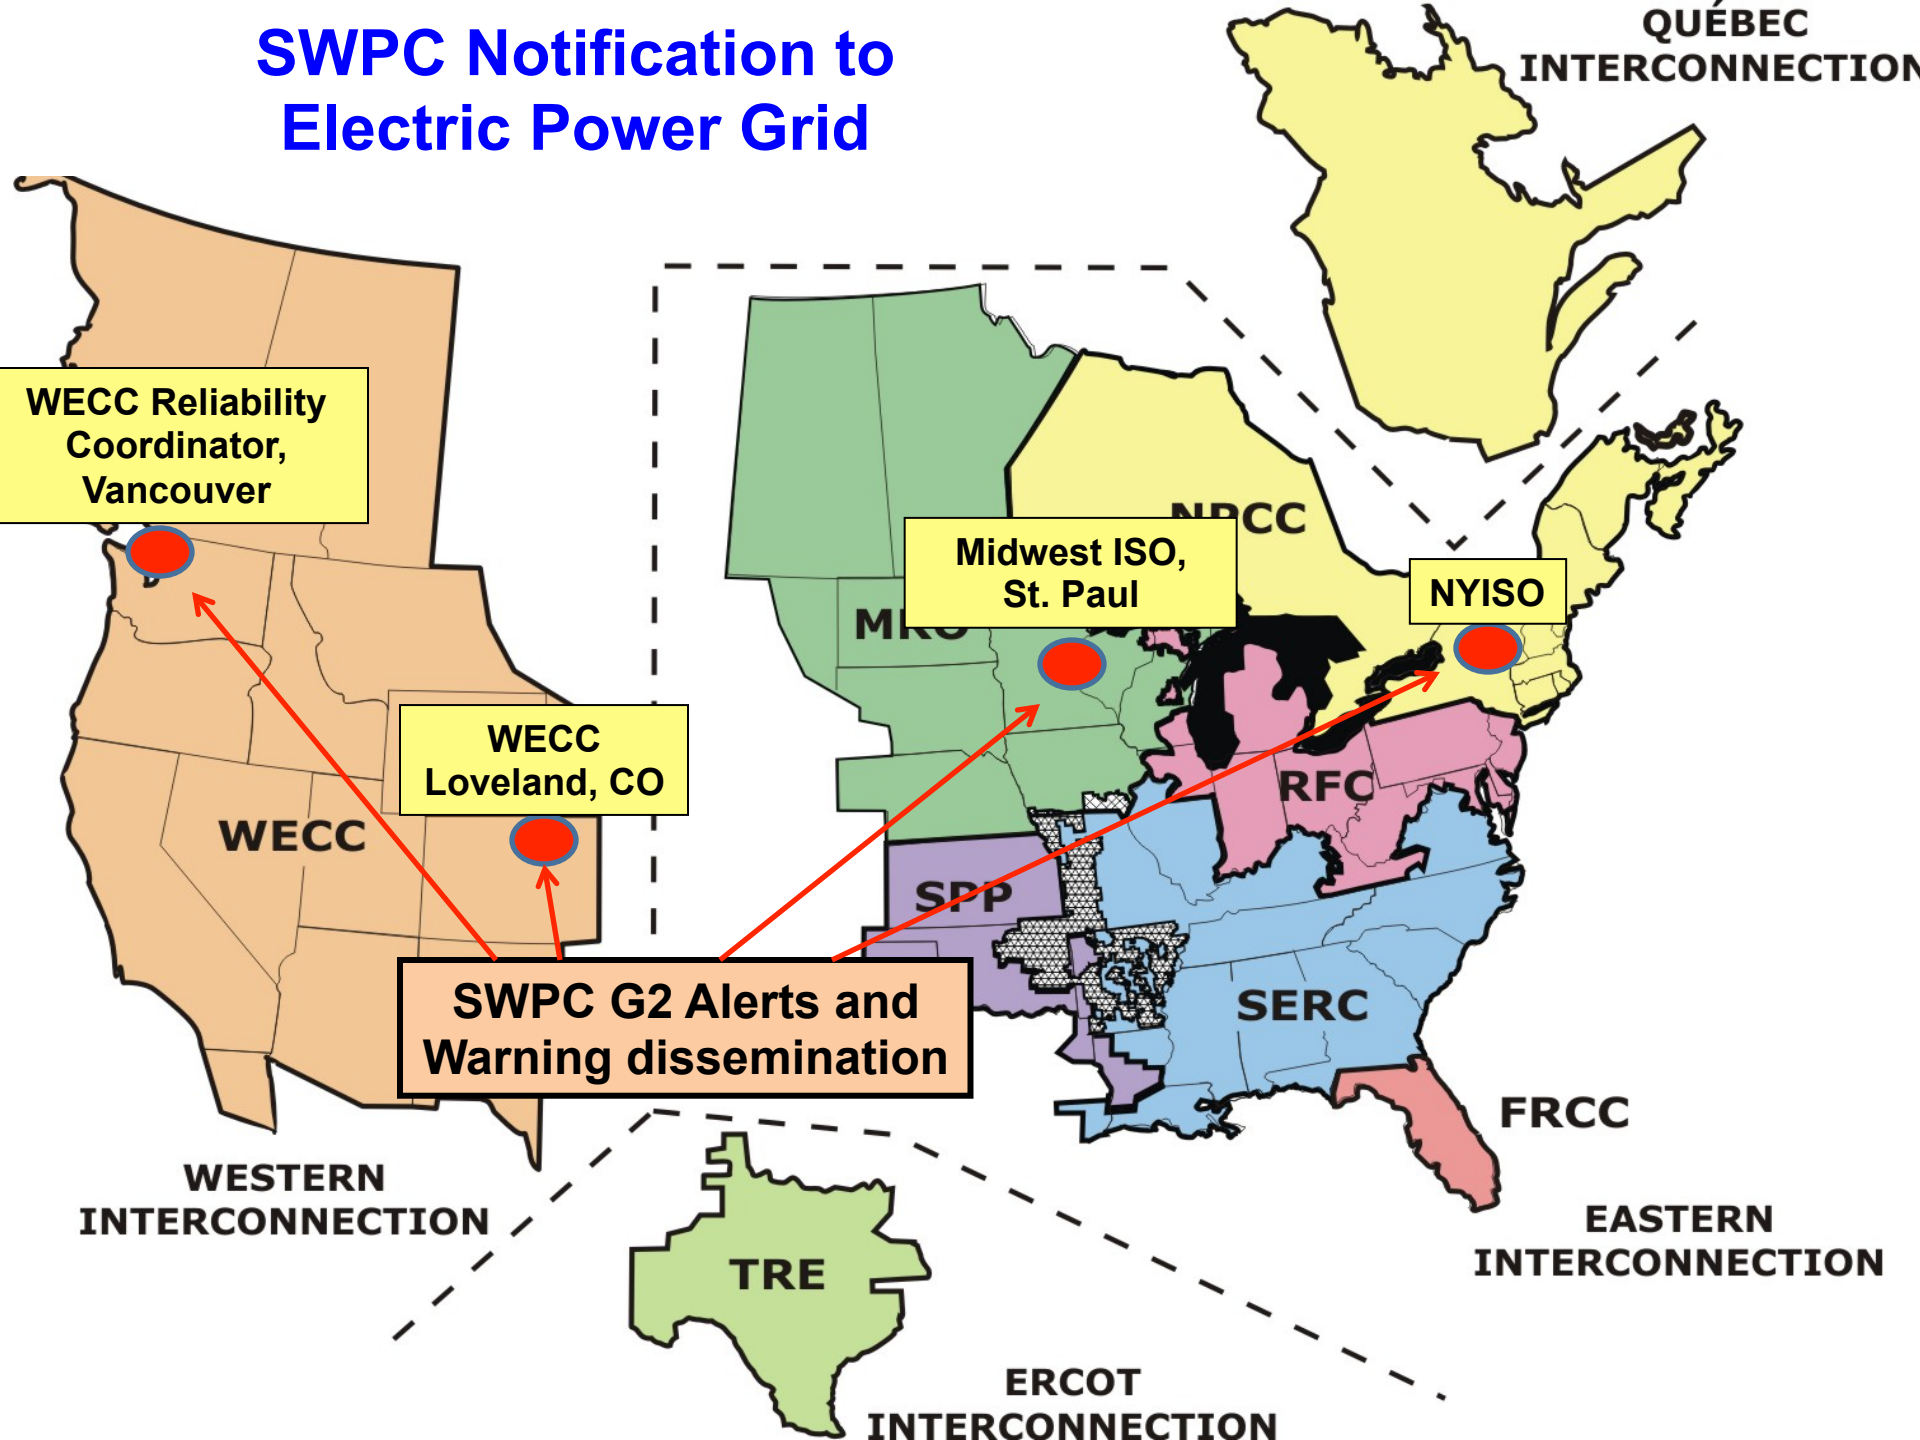 SWPC Notification to
Electric Power Grid
QUÉBEC
INTERCONNECTION
WECC Reliability
Coordinator,
Vancouver
NPCC
Midwest ISO,
St. Paul
NYISO
MRO
WECC
Loveland, CO
RFC
WECC
SPP
SWPC G2 Alerts and
Warning dissemination
SERC
FRCC
WESTERN
INTERCONNECTION
EASTERN
INTERCONNECTION
TRE
ERCOT
INTERCONNECTION